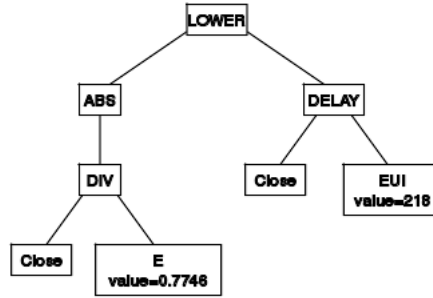 LOWER
ABS
DELAY
DIV
Close
EUI
value=218
Close
E
value=0.7746